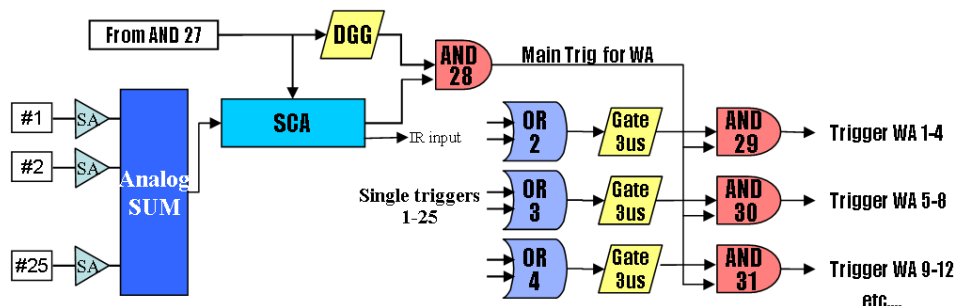 From AND 27
DGG
AND
28
Main Trig for WA
#1
SA
SCA
IR input
OR
2
Gate
3us
AND
29
Trigger WA 1-4
#2
SA
Analog
SUM
Single triggers
1-25
OR
3
Gate
3us
AND
30
Trigger WA 5-8
#25
SA
OR
4
Gate
3us
AND
31
Trigger WA 9-12
etc...